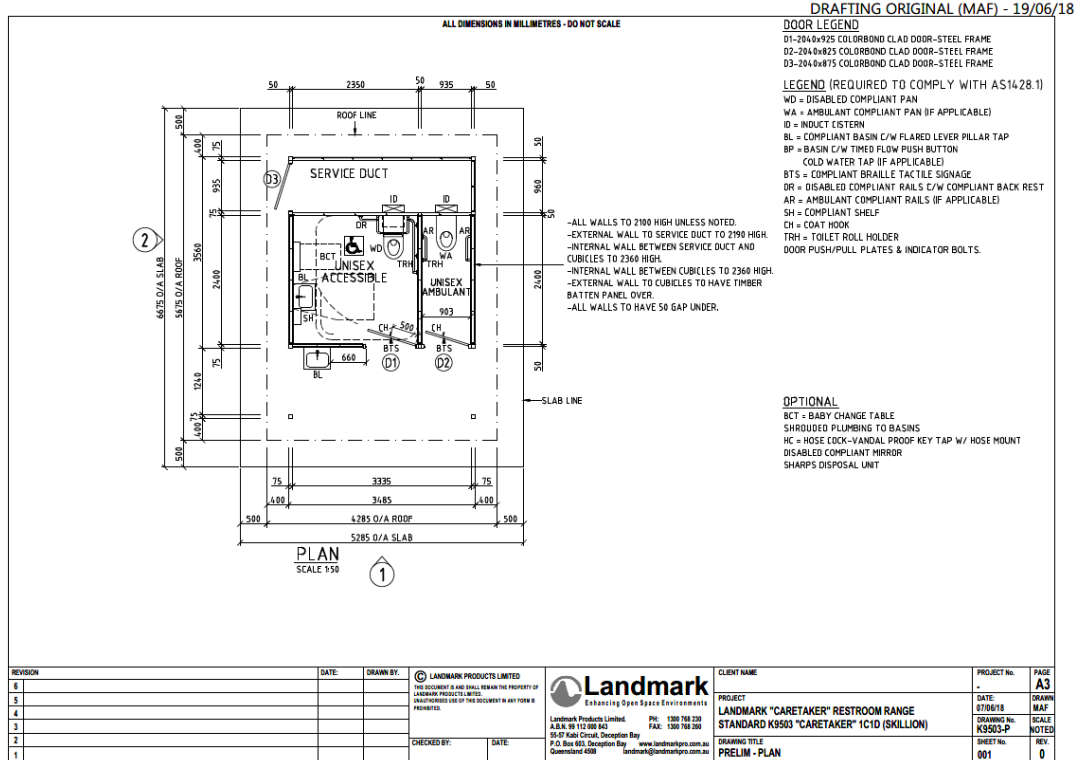 DRAFTING ORIGINAL (MAF) - 19/06/18
ALL DIMENSIONS IN MILLIMETRES - DO NOT SCALE
DOOR LEGEND
D1-2040x925 COLORBOND CLAD DOOR-STEEL FRAME
D2-2040x825 COLORBOND CLAD DOOR-STEEL FRAME
D3-2040x875 COLORBOND CLAD DOOR-STEEL FRAME
LEGEND (REQUIRED TO COMPLY WITH AS1428.1)
WD = DISABLED COMPLIANT PAN
WA = AMBULANT COMPLIANT PAN (IF APPLICABLE)
ID = INDUCT CISTERN
BL = COMPLIANT BASIN C/W FLARED LEVER PILLAR TAP
BP = BASIN C/W TIMED FLOW PUSH BUTTON
COLD WATER TAP (IF APPLICABLE)
BTS = COMPLIANT BRAILLE TACTILE SIGNAGE
DR = DISABLED COMPLIANT RAILS C/W COMPLIANT BACK REST
AR = AMBULANT COMPLIANT RAILS (IF APPLICABLE)
SH = COMPLIANT SHELF
CH = COAT HOOK
TRH = TOILET ROLL HOLDER
DOOR PUSH/PULL PLATES & INDICATOR BOLTS.
50 2350 50 935 50
ROOF LINE
500
400
75
50
SERVICE DUCT
D3
935
960
75
50
ID ID
DR
AR AR
2
WD
WA
BCT
TRH TRH
UNISEX
ACCESSIBLE
UNISEX
AMBULANT
BL
SH
903
CH 500 CH
BTS BTS
D1 D2
660
BL
6675 O/A SLAB
5675 O/A ROOF
3560
2400
2400
75
50
1240
75
400
500
-ALL WALLS TO 2100 HIGH UNLESS NOTED.
-EXTERNAL WALL TO SERVICE DUCT TO 2190 HIGH.
-INTERNAL WALL BETWEEN SERVICE DUCT AND
CUBICLES TO 2360 HIGH.
-INTERNAL WALL BETWEEN CUBICLES TO 2360 HIGH.
-EXTERNAL WALL TO CUBICLES TO HAVE TIMBER
BATTEN PANEL OVER.
-ALL WALLS TO HAVE 50 GAP UNDER.
SLAB LINE
OPTIONAL
BCT = BABY CHANGE TABLE
SHROUDED PLUMBING TO BASINS
HC = HOSE COCK-VANDAL PROOF KEY TAP W/ HOSE MOUNT
DISABLED COMPLIANT MIRROR
SHARPS DISPOSAL UNIT
75 3335 75
400 3485 400
500 4285 O/A ROOF 500
5285 O/A SLAB
PLAN
SCALE 1:50
1
REVISION DATE: DRAWN BY.
6
5
4
3
2
1
© LANDMARK PRODUCTS LIMITED
THIS DOCUMENT IS AND SHALL REMAIN THE PROPERTY OF
LANDMARK PRODUCTS LIMITED.
UNAUTHORISED USE OF THIS DOCUMENT IN ANY FORM IS
PROHIBITED.
CHECKED BY: DATE:
Landmark
Enhancing Open Space Environments
Landmark Products Limited. PH: 1300 768 230
A.B.N. 99 112 000 843 FAX: 1300 768 260
55-57 Kabi Circuit, Deception Bay
P.O. Box 603, Deception Bay www.landmarkpro.com.au
Queensland 4508 landmark@landmarkpro.com.au
CLIENT NAME
PROJECT
LANDMARK "CARETAKER" RESTROOM RANGE
STANDARD K9503 "CARETAKER" 1C1D (SKILLION)
DRAWING TITLE
PRELIM - PLAN
PROJECT No. PAGE
- A3
DATE: DRAWN
07/06/18 MAF
DRAWING No. SCALE
K9503-P NOTED
SHEET No. REV.
001 0